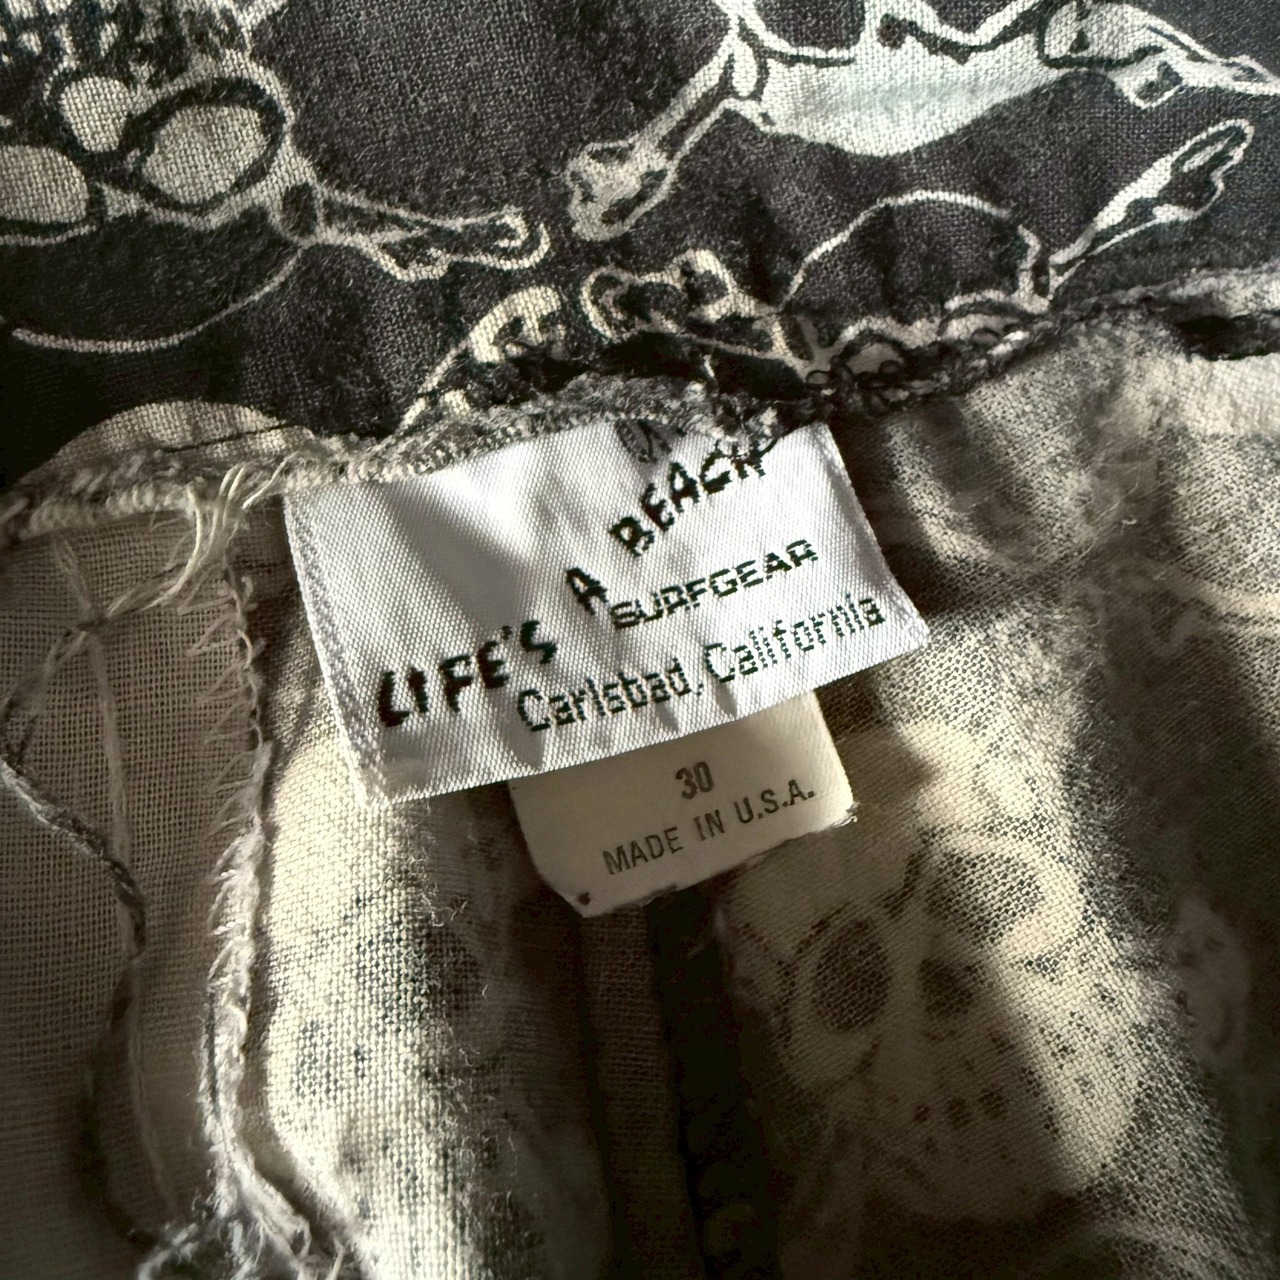 LIFE'S A BEACH
SURFGEAR
Carlsbad, California
30
MADE IN U.S.A.